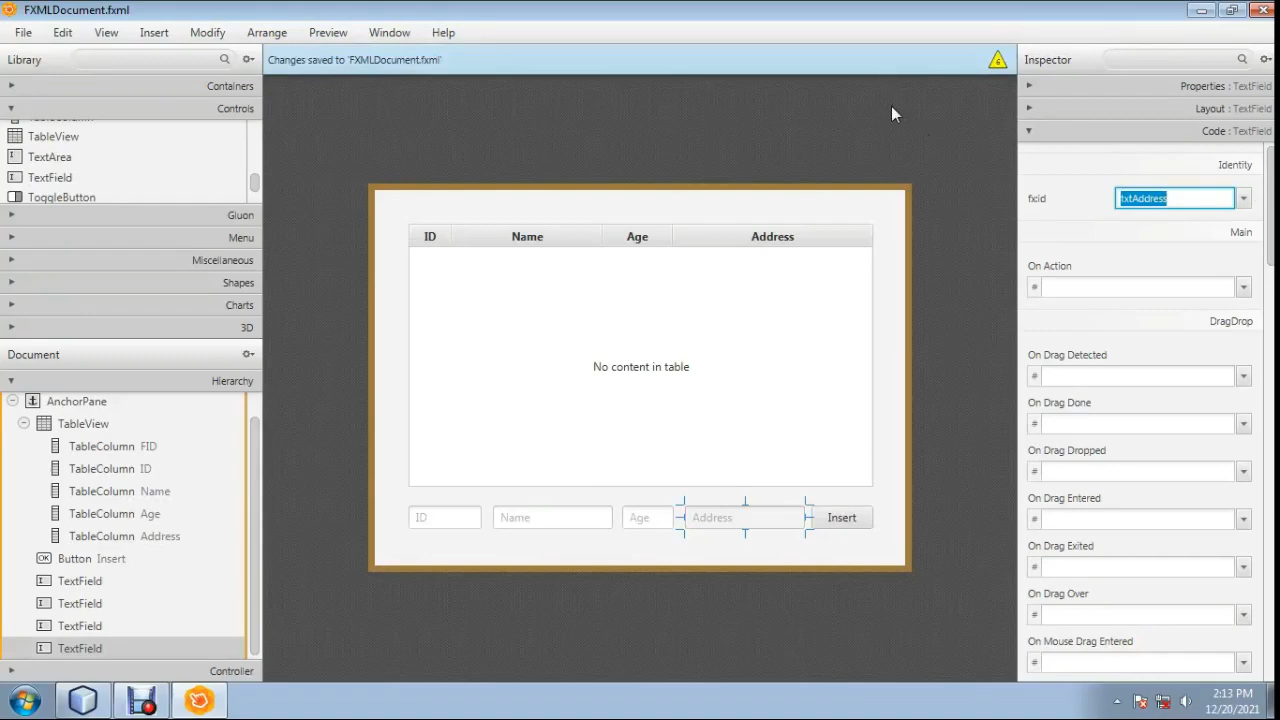 FXMLDocument.fxml
File Edit View Insert Modify Arrange Preview Window Help
Library
Changes saved to 'FXMLDocument.fxml'
6
Inspector
Containers
Controls
TableView
TextArea
TextField
ToggleButton
Gluon
Menu
Miscellaneous
Shapes
Charts
3D
Document
Hierarchy
AnchorPane
TableView
TableColumn FID
TableColumn ID
TableColumn Name
TableColumn Age
TableColumn Address
Button Insert
TextField
TextField
TextField
TextField
Controller
ID Name Age Address
No content in table
ID Name Age Address Insert
Properties : TextField
Layout : TextField
Code : TextField
Identity
fx:id txtAddress
Main
On Action
#
DragDrop
On Drag Detected
#
On Drag Done
#
On Drag Dropped
#
On Drag Entered
#
On Drag Exited
#
On Drag Over
#
On Mouse Drag Entered
#
2:13 PM
12/20/2021